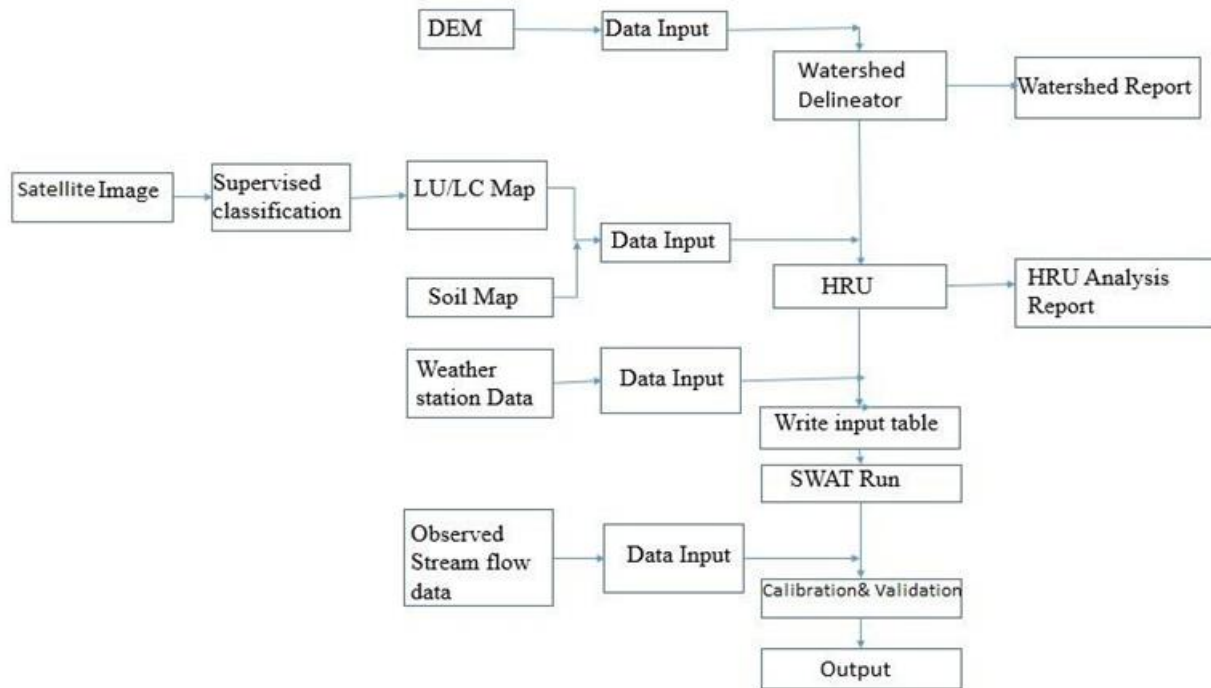 DEM
Data Input
Watershed
Delineator
Watershed Report
Satellite Image
Supervised
classification
LU/LC Map
Data Input
Soil Map
HRU
HRU Analysis
Report
Weather
station Data
Data Input
Write input table
SWAT Run
Observed
Stream flow
data
Data Input
Calibration& Validation
Output